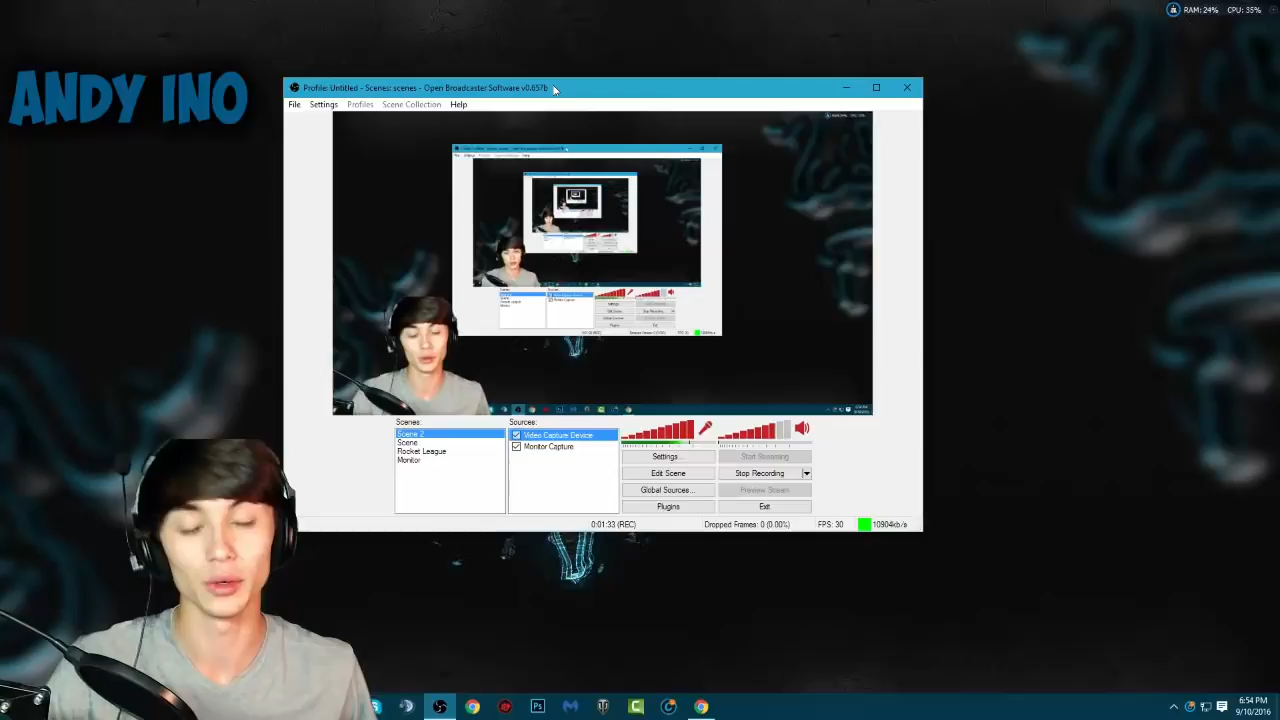 RAM: 24% CPU: 35%
ANDY INO
Profile: Untitled - Scenes: scenes - Open Broadcaster Software v0.657b
File Settings Profiles Scene Collection Help
Scenes:
Scene 2
Scene
Rocket League
Monitor
Sources:
Video Capture Device
Monitor Capture
Settings...
Start Streaming
Edit Scene
Stop Recording
Global Sources...
Preview Stream
Plugins
Exit
0:01:33 (REC)
Dropped Frames: 0 (0.00%)
FPS: 30
10904kb/s
Ps
C
6:54 PM
9/10/2016